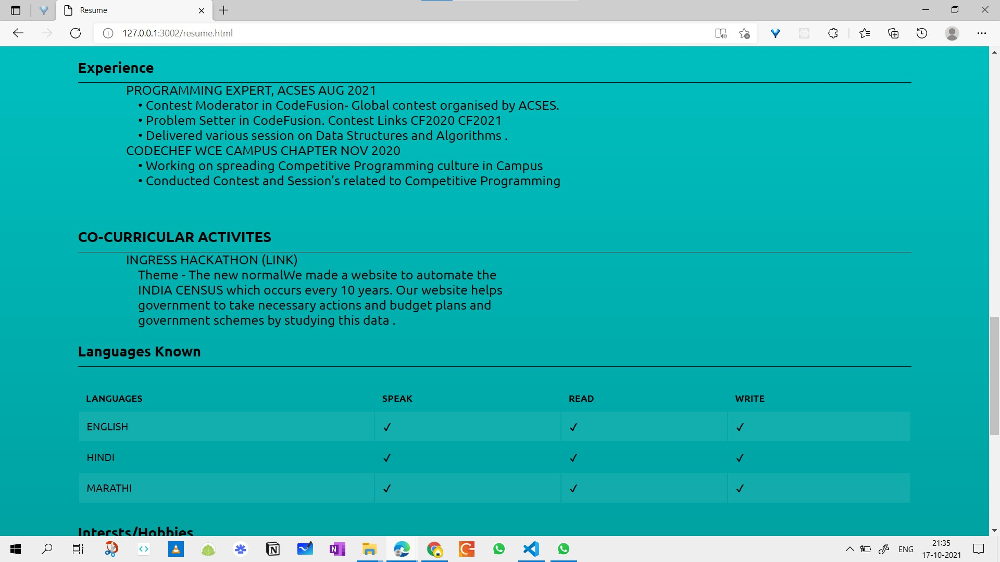 Resume
127.0.0.1:3002/resume.html
Experience
PROGRAMMING EXPERT, ACSES AUG 2021
• Contest Moderator in CodeFusion- Global contest organised by ACSES.
• Problem Setter in CodeFusion. Contest Links CF2020 CF2021
• Delivered various session on Data Structures and Algorithms .
CODECHEF WCE CAMPUS CHAPTER NOV 2020
• Working on spreading Competitive Programming culture in Campus
• Conducted Contest and Session’s related to Competitive Programming
CO-CURRICULAR ACTIVITES
INGRESS HACKATHON (LINK)
Theme - The new normalWe made a website to automate the
INDIA CENSUS which occurs every 10 years. Our website helps
government to take necessary actions and budget plans and
government schemes by studying this data .
Languages Known
LANGUAGES SPEAK READ WRITE
ENGLISH ✓ ✓ ✓
HINDI ✓ ✓ ✓
MARATHI ✓ ✓ ✓
Intersts/Hobbies
ENG
21:35
17-10-2021